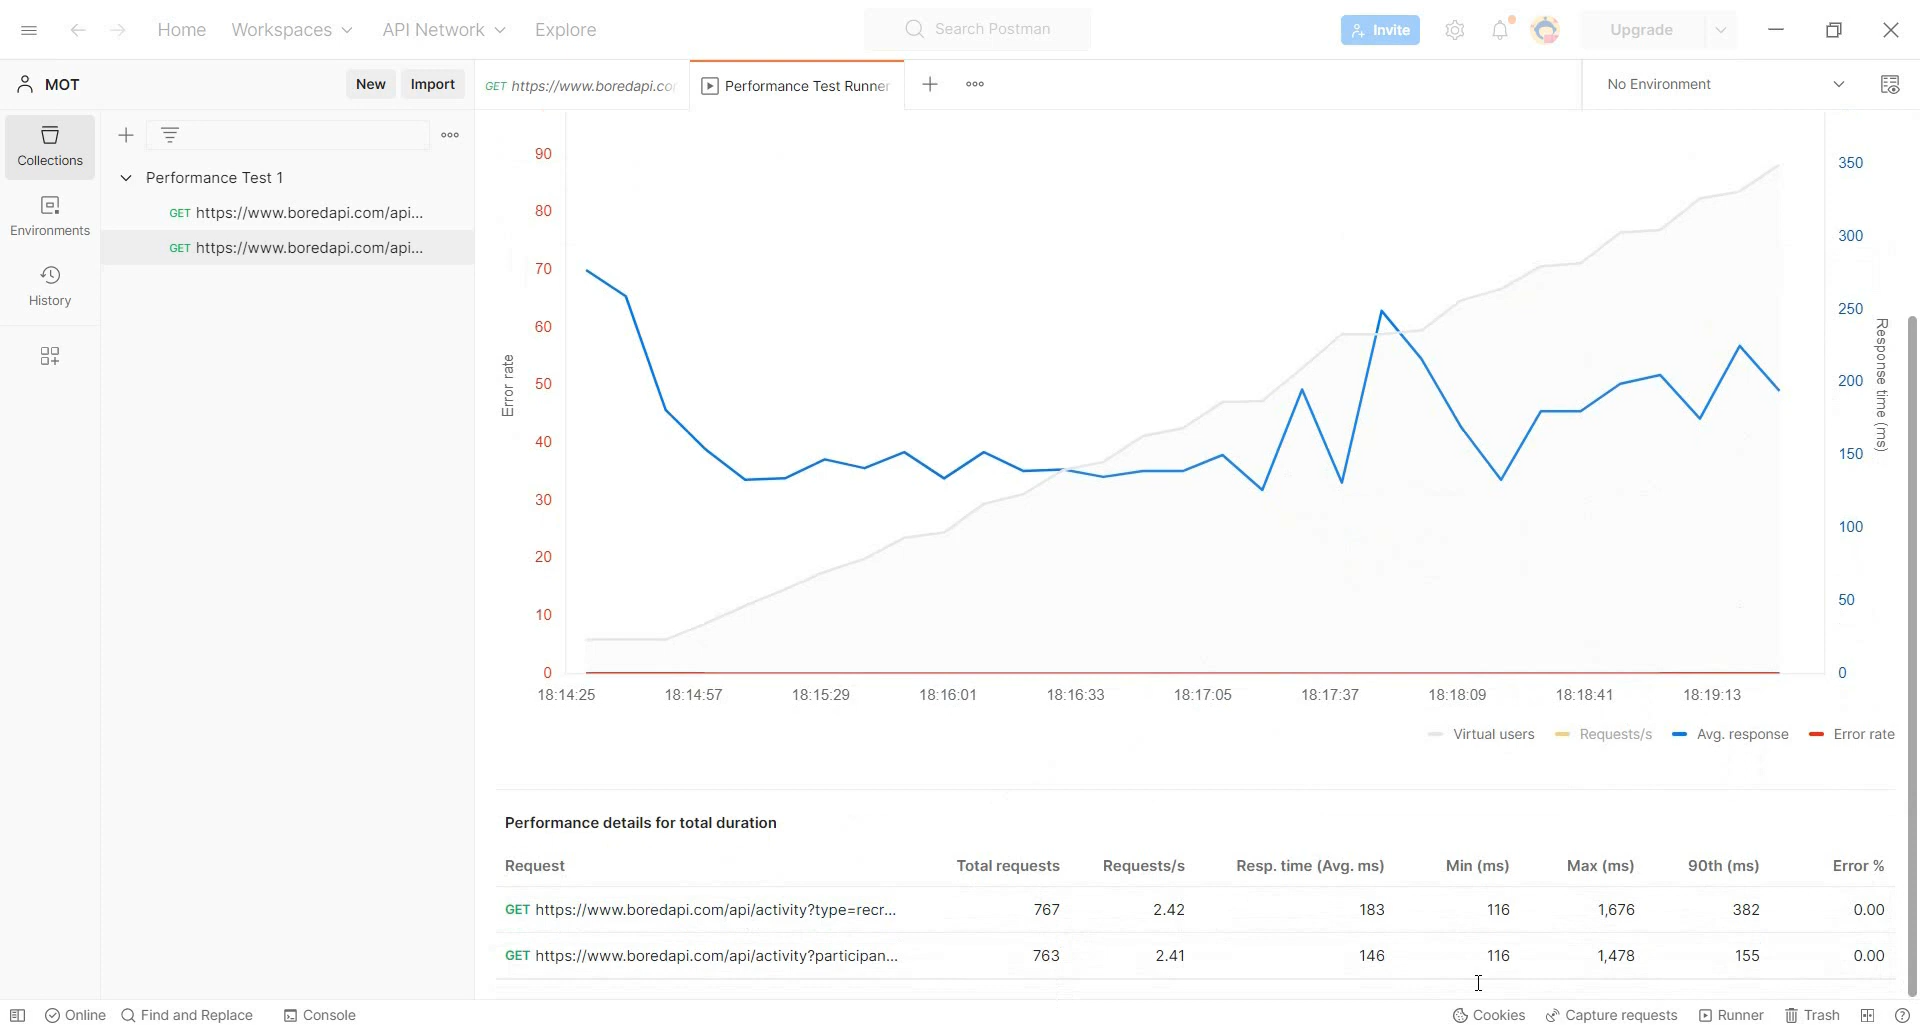 Home Workspaces API Network Explore Search Postman Invite Upgrade
MOT New Import GET https://www.boredapi.co Performance Test Runner No Environment
Collections
Environments
History
Performance Test 1
GET https://www.boredapi.com/api...
GET https://www.boredapi.com/api...
Error rate
90
80
70
60
50
40
30
20
10
0
350
300
250
200
150
100
50
0
Response time (ms)
18:14:25 18:14:57 18:15:29 18:16:01 18:16:33 18:17:05 18:17:37 18:18:09 18:18:41 18:19:13
Virtual users Requests/s Avg. response Error rate
Performance details for total duration
Request Total requests Requests/s Resp. time (Avg. ms) Min (ms) Max (ms) 90th (ms) Error %
GET https://www.boredapi.com/api/activity?type=recr... 767 2.42 183 116 1,676 382 0.00
GET https://www.boredapi.com/api/activity?participan... 763 2.41 146 116 1,478 155 0.00
Online Find and Replace Console Cookies Capture requests Runner Trash